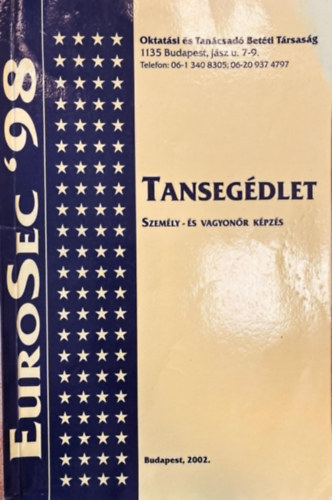 EuroSec '98
Oktatási és Tanácsadó Betéti Társaság
1135 Budapest, jász u. 7-9.
Telefon: 06-1 340 8305; 06-20 937 4797
Tansegédlet
Személy- és vagyonőr képzés
Budapest, 2002.